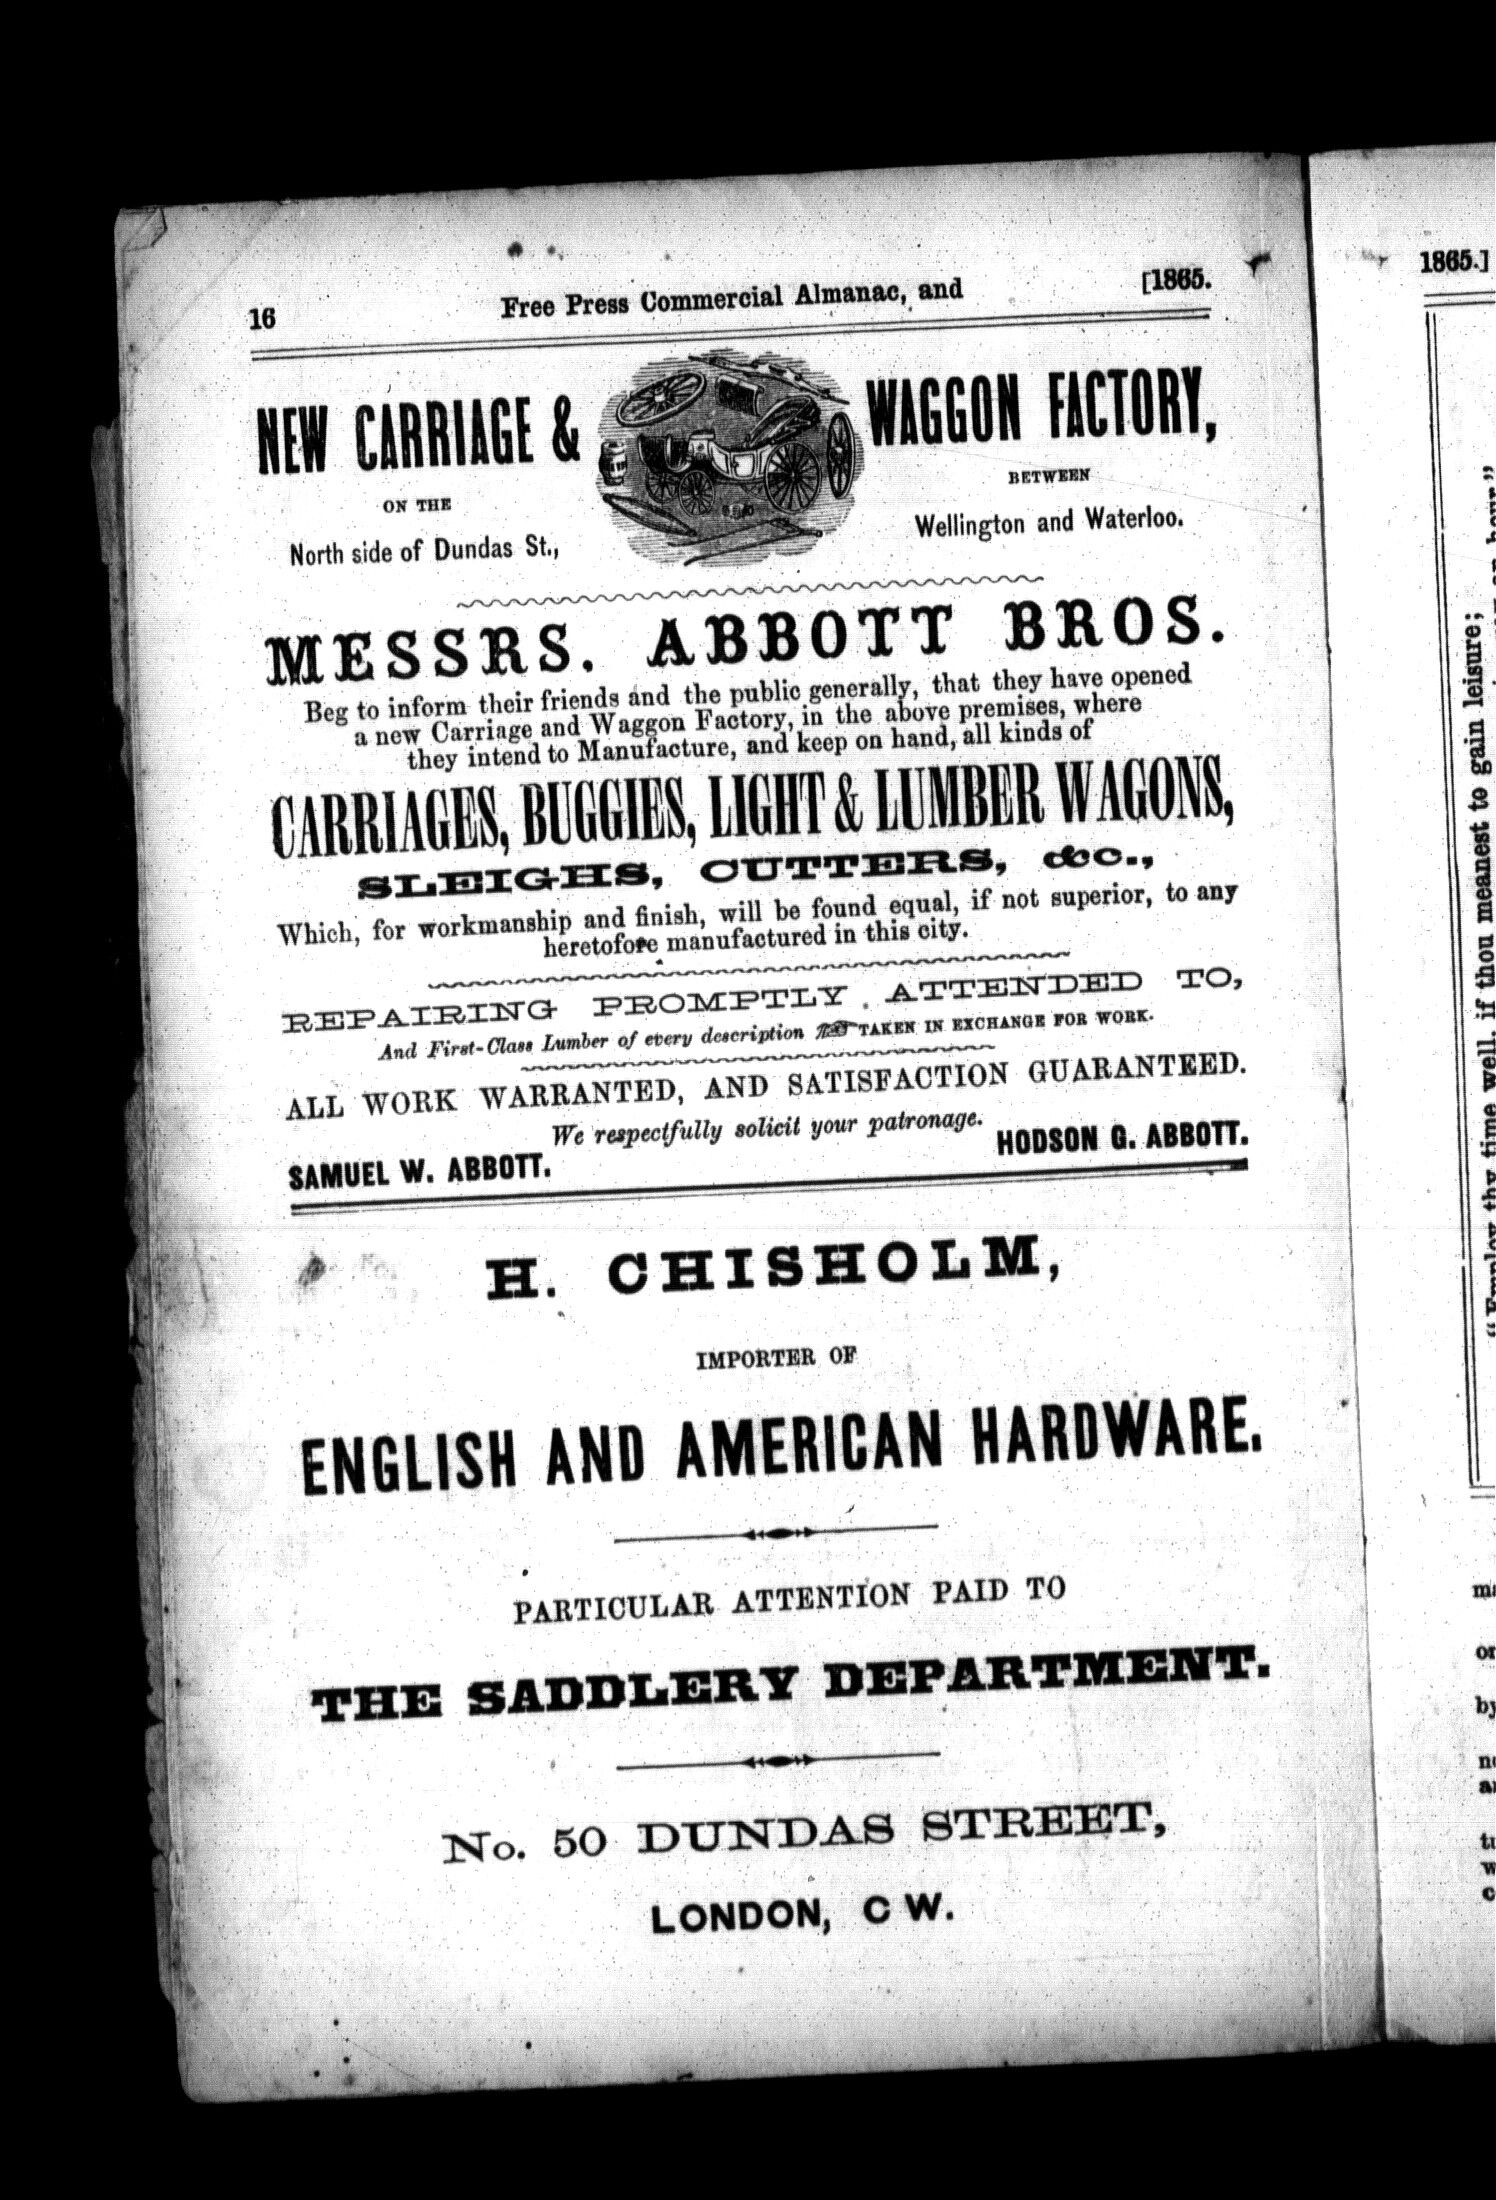 16 Free Press Commercial Almanac, and [1865.
NEW CARRIAGE & WAGGON FACTORY,
ON THE BETWEEN
North side of Dundas St., Wellington and Waterloo.
MESSRS. ABBOTT BROS.
Beg to inform their friends and the public generally, that they have opened
a new Carriage and Waggon Factory, in the above premises, where
they intend to Manufacture, and keep on hand, all kinds of
CARRIAGES, BUGGIES, LIGHT & LUMBER WAGONS,
SLEIGHS, CUTTERS, &c.,
Which, for workmanship and finish, will be found equal, if not superior, to any
heretofore manufactured in this city.
REPAIRING PROMPTLY ATTENDED TO,
And First-Class Lumber of every description TAKEN IN EXCHANGE FOR WORK.
ALL WORK WARRANTED, AND SATISFACTION GUARANTEED.
We respectfully solicit your patronage.
SAMUEL W. ABBOTT. HODSON G. ABBOTT.
H. CHISHOLM,
IMPORTER OF
ENGLISH AND AMERICAN HARDWARE.
PARTICULAR ATTENTION PAID TO
THE SADDLERY DEPARTMENT.
No. 50 DUNDAS STREET,
LONDON, C W.
1865.]
"Employ thy time well, if thou meanest to gain leisure;